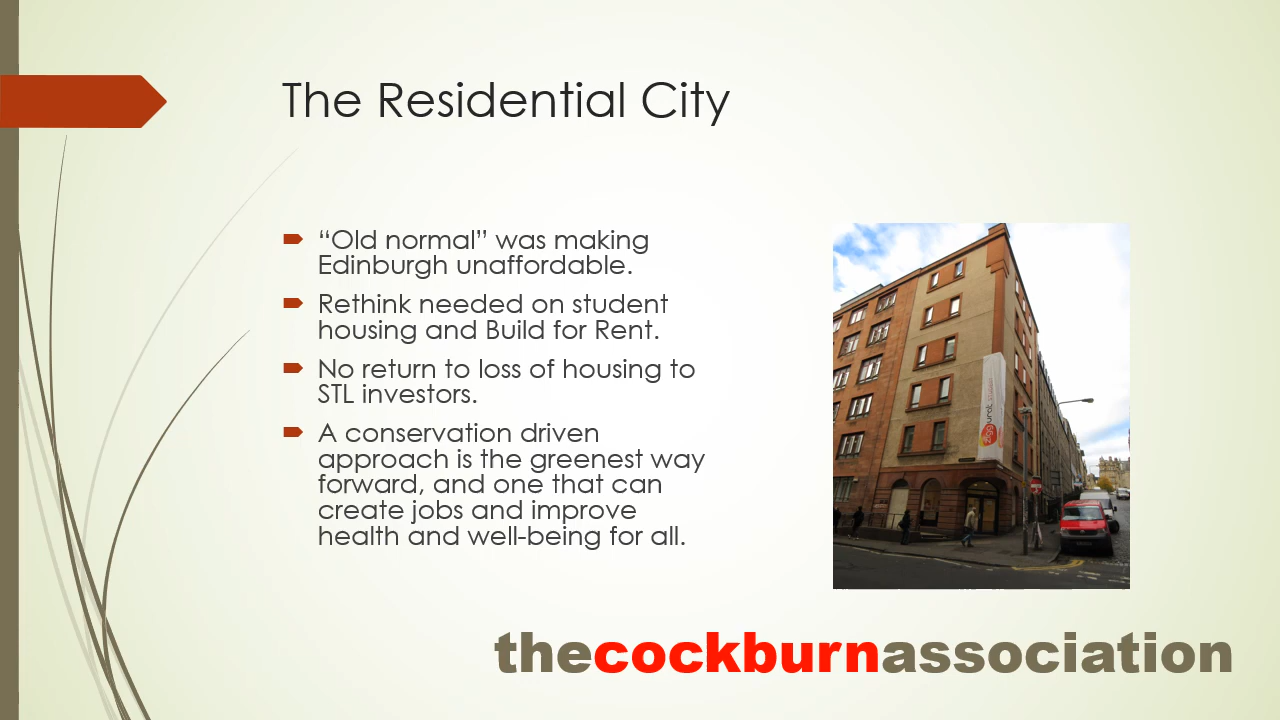 The Residential City
“Old normal” was making
Edinburgh unaffordable.
Rethink needed on student
housing and Build for Rent.
No return to loss of housing to
STL investors.
A conservation driven
approach is the greenest way
forward, and one that can
create jobs and improve
health and well-being for all.
thecockburnassociation